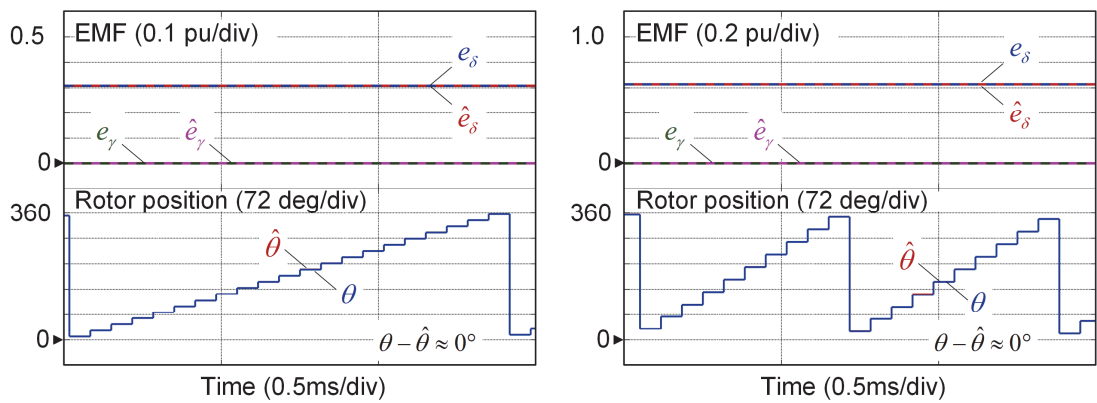 EMF (0.1 pu/div)
0.5
e_δ
ê_δ
e_γ
ê_γ
0
Rotor position (72 deg/div)
360
θ̂
θ
0
θ − θ̂ ≈ 0°
Time (0.5ms/div)
EMF (0.2 pu/div)
1.0
e_δ
ê_δ
e_γ
ê_γ
0
Rotor position (72 deg/div)
360
θ̂
θ
0
θ − θ̂ ≈ 0°
Time (0.5ms/div)